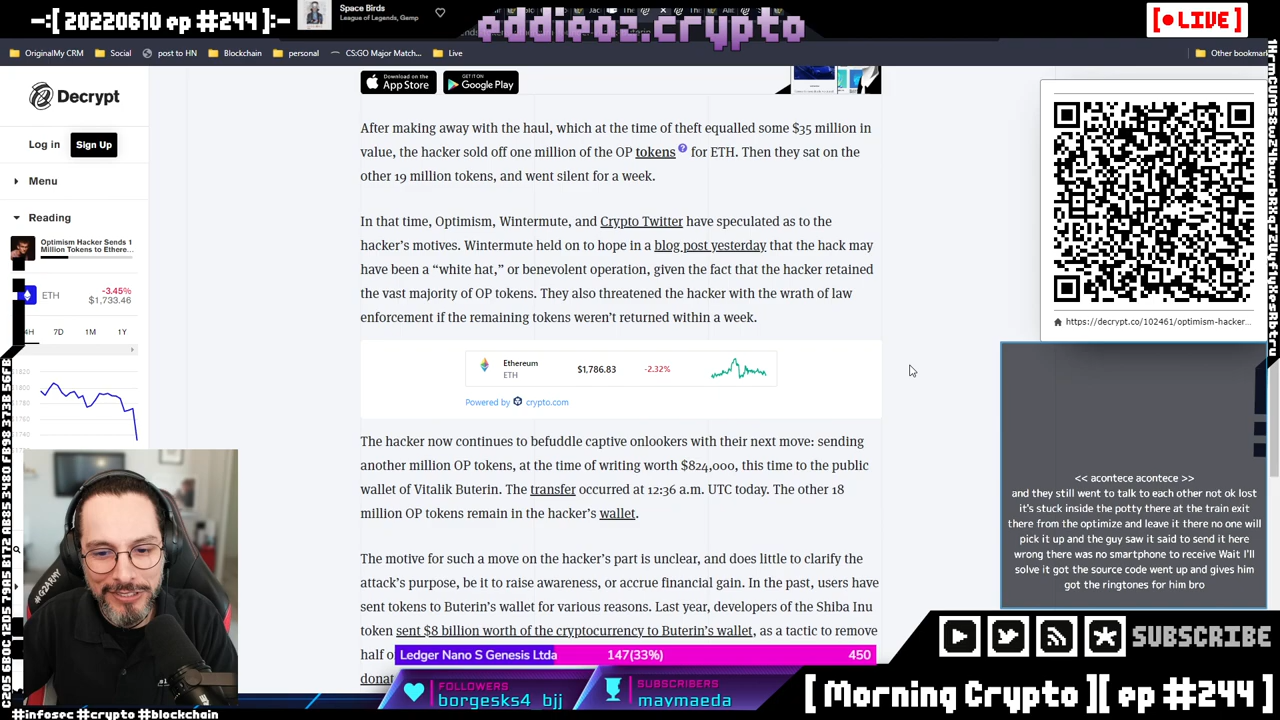 -:[ 20220610 ep #244 ]:-
Space Birds
League of Legends, Gemp
eddieoz.crypto
[● LIVE]
OriginalMy CRM
Social
post to HN
Blockchain
personal
CS:GO Major Match...
Live
Other bookmar
Decrypt
Log in
Sign Up
Menu
Reading
Optimism Hacker Sends 1
Million Tokens to Ethere...
ETH
-3.45%
$1,733.46
7D
1M
1Y
Download on the
App Store
GET IT ON
Google Play
After making away with the haul, which at the time of theft equalled some $35 million in
value, the hacker sold off one million of the OP tokens ? for ETH. Then they sat on the
other 19 million tokens, and went silent for a week.
In that time, Optimism, Wintermute, and Crypto Twitter have speculated as to the
hacker's motives. Wintermute held on to hope in a blog post yesterday that the hack may
have been a “white hat,” or benevolent operation, given the fact that the hacker retained
the vast majority of OP tokens. They also threatened the hacker with the wrath of law
enforcement if the remaining tokens weren't returned within a week.
Ethereum
ETH
$1,786.83
-2.32%
Powered by crypto.com
The hacker now continues to befuddle captive onlookers with their next move: sending
another million OP tokens, at the time of writing worth $824,000, this time to the public
wallet of Vitalik Buterin. The transfer occurred at 12:36 a.m. UTC today. The other 18
million OP tokens remain in the hacker's wallet.
The motive for such a move on the hacker's part is unclear, and does little to clarify the
attack's purpose, be it to raise awareness, or accrue financial gain. In the past, users have
sent tokens to Buterin's wallet for various reasons. Last year, developers of the Shiba Inu
token sent $8 billion worth of the cryptocurrency to Buterin's wallet, as a tactic to remove
half o
donat
https://decrypt.co/102461/optimism-hacker...
<< acontece acontece >>
and they still went to talk to each other not ok lost
it's stuck inside the potty there at the train exit
there from the optimize and leave it there no one will
pick it up and the guy saw it said to send it here
wrong there was no smartphone to receive Wait I'll
solve it got the source code went up and gives him
got the ringtones for him bro
Ledger Nano S Genesis Ltda
147(33%)
450
FOLLOWERS
borgesks4 bjj
SUBSCRIBERS
maymaeda
SUBSCRIBE
[ Morning Crypto ][ ep #244 ]
#infosec #crypto #blockchain